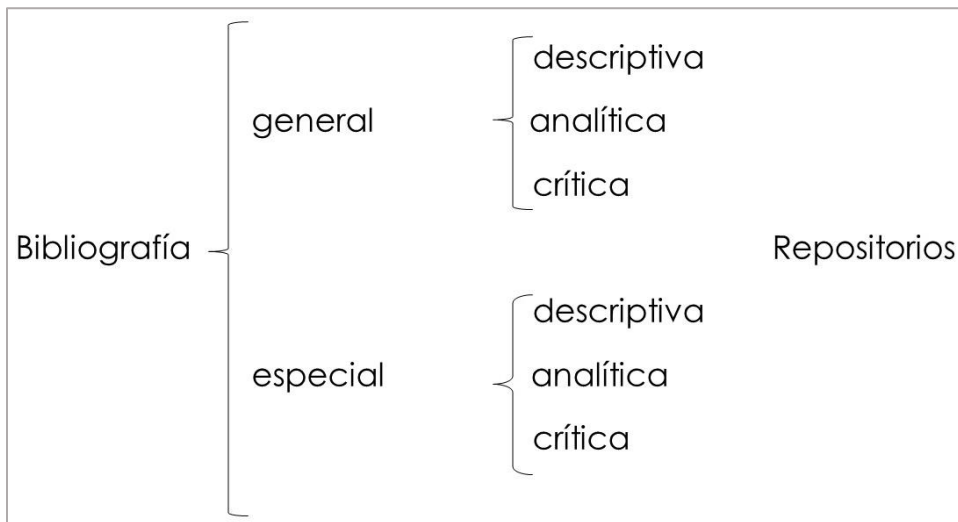 descriptiva
general
analítica
crítica
Bibliografía
Repositorios
descriptiva
especial
analítica
crítica